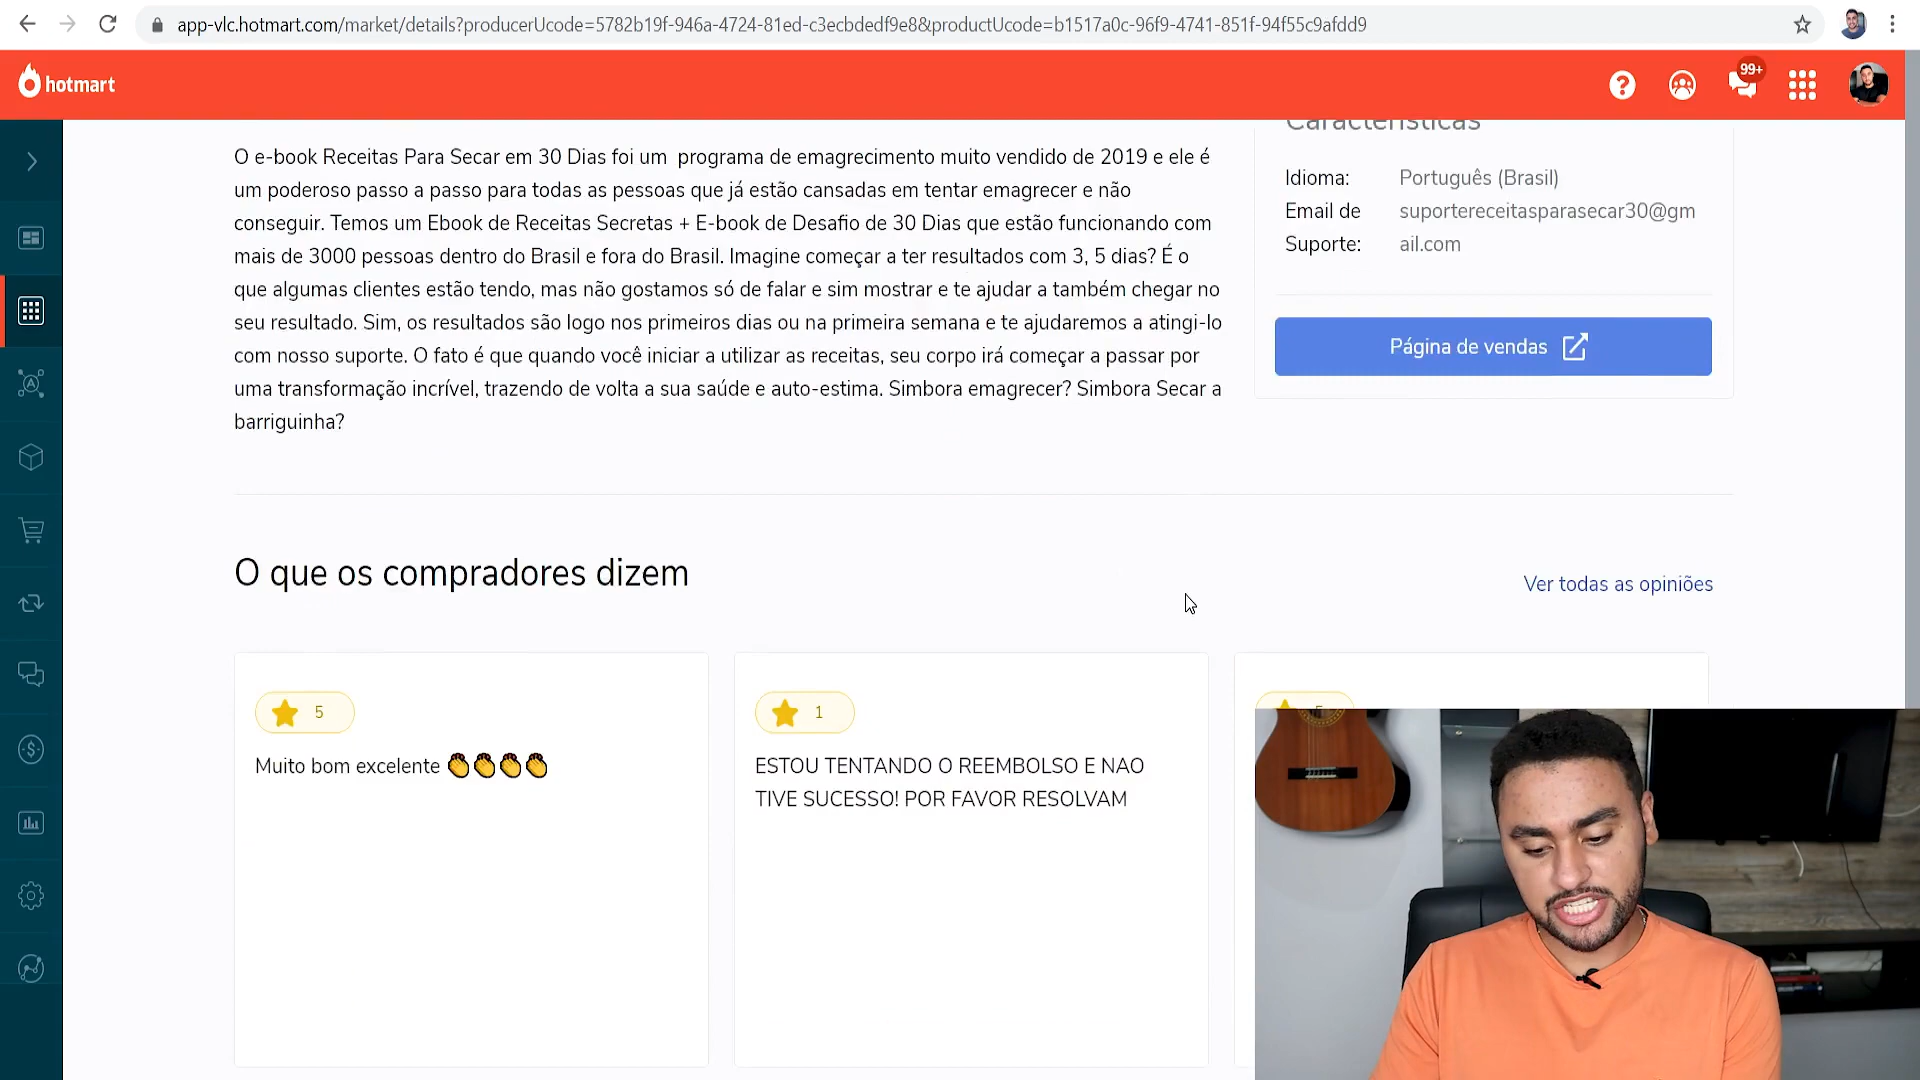 app-vlc.hotmart.com/market/details?producerUcode=5782b19f-946a-4724-81ed-c3ecbdedf9e8&productUcode=b1517a0c-96f9-4741-851f-94f55c9afdd9
hotmart
99+
Características
O e-book Receitas Para Secar em 30 Dias foi um programa de emagrecimento muito vendido de 2019 e ele é
um poderoso passo a passo para todas as pessoas que já estão cansadas em tentar emagrecer e não
conseguir. Temos um Ebook de Receitas Secretas + E-book de Desafio de 30 Dias que estão funcionando com
mais de 3000 pessoas dentro do Brasil e fora do Brasil. Imagine começar a ter resultados com 3, 5 dias? É o
que algumas clientes estão tendo, mas não gostamos só de falar e sim mostrar e te ajudar a também chegar no
seu resultado. Sim, os resultados são logo nos primeiros dias ou na primeira semana e te ajudaremos a atingi-lo
com nosso suporte. O fato é que quando você iniciar a utilizar as receitas, seu corpo irá começar a passar por
uma transformação incrível, trazendo de volta a sua saúde e auto-estima. Simbora emagrecer? Simbora Secar a
barriguinha?
Idioma: Português (Brasil)
Email de suportereceitasparasecar30@gm
Suporte: ail.com
Página de vendas
O que os compradores dizem
Ver todas as opiniões
5
Muito bom excelente 👏👏👏👏
1
ESTOU TENTANDO O REEMBOLSO E NAO
TIVE SUCESSO! POR FAVOR RESOLVAM
5